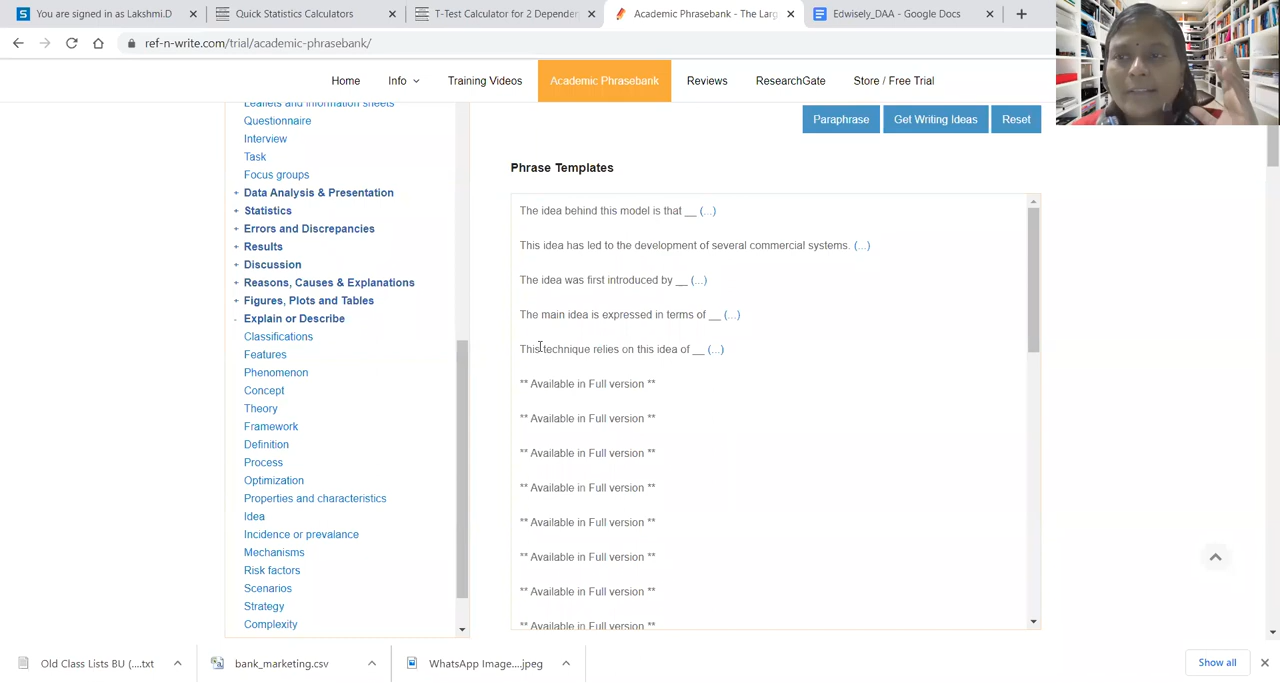 You are signed in as Lakshmi.D
Quick Statistics Calculators
T-Test Calculator for 2 Depender
Academic Phrasebank - The Larg
Edwisely_DAA - Google Docs
ref-n-write.com/trial/academic-phrasebank/
Home
Info
Training Videos
Academic Phrasebank
Reviews
ResearchGate
Store / Free Trial
Leaflets and information sheets
Questionnaire
Interview
Task
Focus groups
+ Data Analysis & Presentation
+ Statistics
+ Errors and Discrepancies
+ Results
+ Discussion
+ Reasons, Causes & Explanations
+ Figures, Plots and Tables
- Explain or Describe
Classifications
Features
Phenomenon
Concept
Theory
Framework
Definition
Process
Optimization
Properties and characteristics
Idea
Incidence or prevalence
Mechanisms
Risk factors
Scenarios
Strategy
Complexity
Paraphrase
Get Writing Ideas
Reset
Phrase Templates
The idea behind this model is that __ (...)
This idea has led to the development of several commercial systems. (...)
The idea was first introduced by __ (...)
The main idea is expressed in terms of __ (...)
This technique relies on this idea of __ (...)
** Available in Full version **
** Available in Full version **
** Available in Full version **
** Available in Full version **
** Available in Full version **
** Available in Full version **
** Available in Full version **
** Available in Full version **
Old Class Lists BU (....txt
bank_marketing.csv
WhatsApp Image....jpeg
Show all